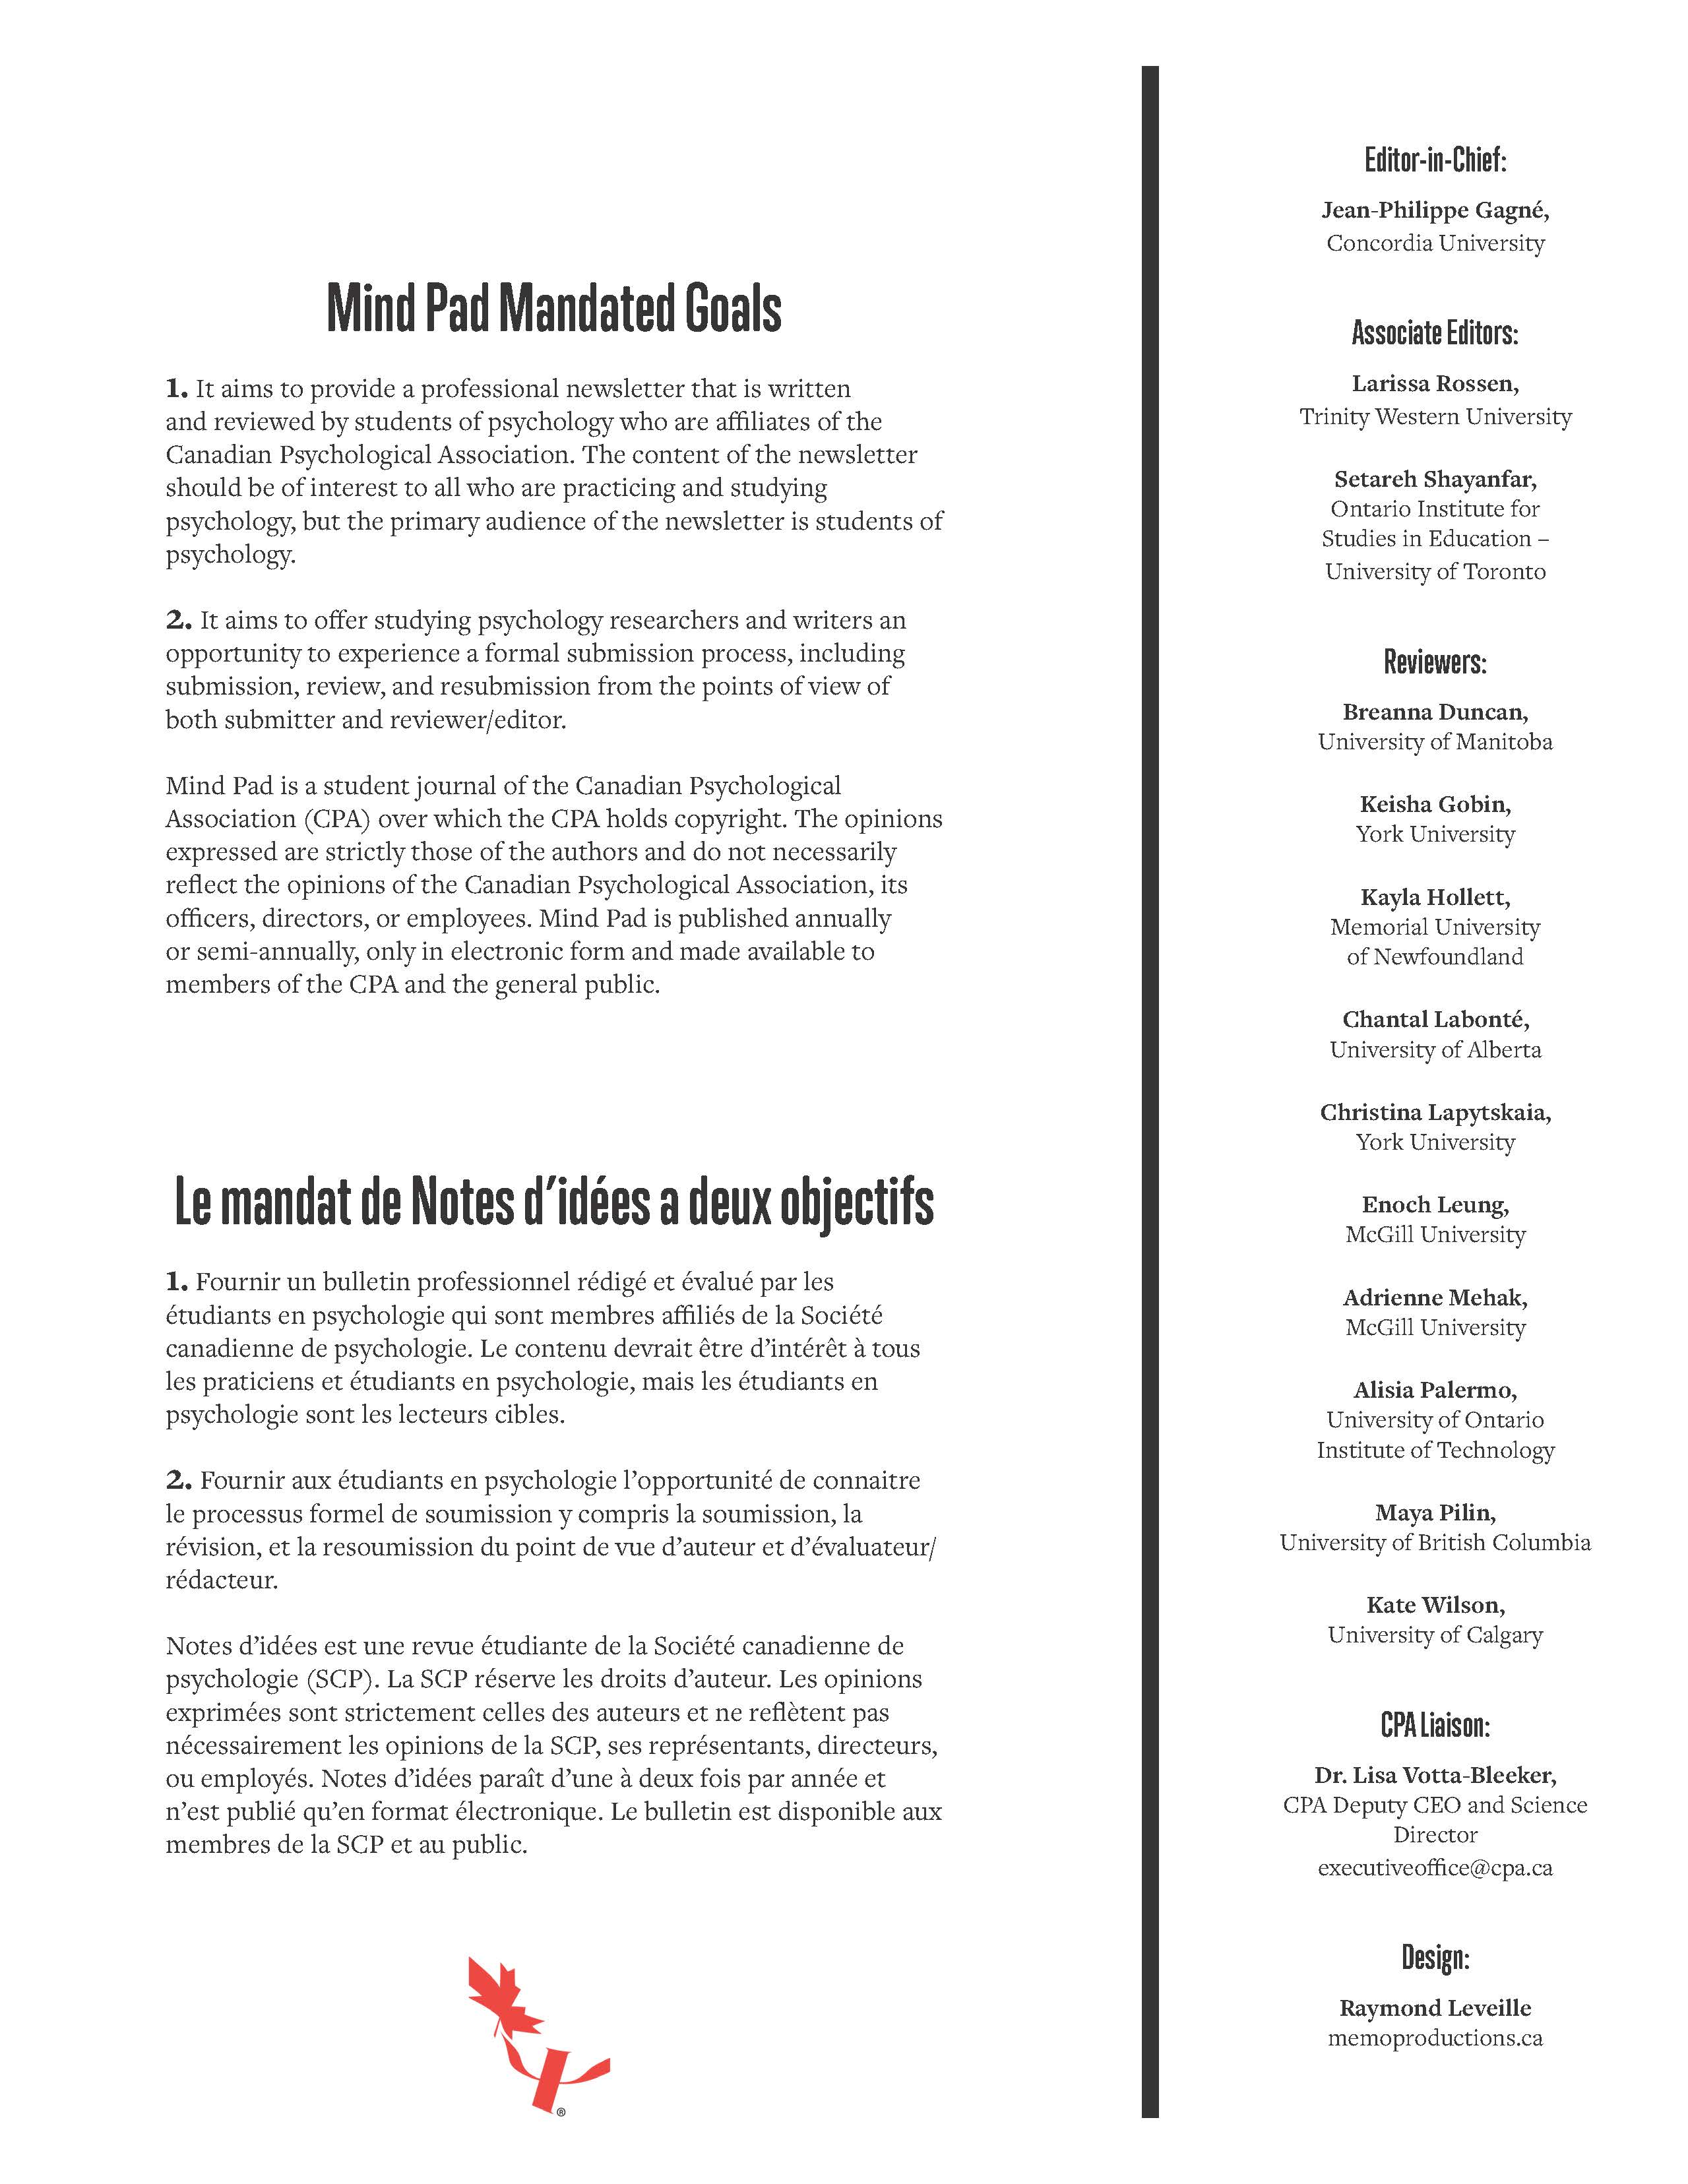 Mind Pad Mandated Goals
1. It aims to provide a professional newsletter that is written
and reviewed by students of psychology who are affiliates of the
Canadian Psychological Association. The content of the newsletter
should be of interest to all who are practicing and studying
psychology, but the primary audience of the newsletter is students of
psychology.
2. It aims to offer studying psychology researchers and writers an
opportunity to experience a formal submission process, including
submission, review, and resubmission from the points of view of
both submitter and reviewer/editor.
Mind Pad is a student journal of the Canadian Psychological
Association (CPA) over which the CPA holds copyright. The opinions
expressed are strictly those of the authors and do not necessarily
reflect the opinions of the Canadian Psychological Association, its
officers, directors, or employees. Mind Pad is published annually
or semi-annually, only in electronic form and made available to
members of the CPA and the general public.
Le mandat de Notes d'idées a deux objectifs
1. Fournir un bulletin professionnel rédigé et évalué par les
étudiants en psychologie qui sont membres affiliés de la Société
canadienne de psychologie. Le contenu devrait être d'intérêt à tous
les praticiens et étudiants en psychologie, mais les étudiants en
psychologie sont les lecteurs cibles.
2. Fournir aux étudiants en psychologie l'opportunité de connaitre
le processus formel de soumission y compris la soumission, la
révision, et la resoumission du point de vue d'auteur et d'évaluateur/
rédacteur.
Notes d'idées est une revue étudiante de la Société canadienne de
psychologie (SCP). La SCP réserve les droits d'auteur. Les opinions
exprimées sont strictement celles des auteurs et ne reflètent pas
nécessairement les opinions de la SCP, ses représentants, directeurs,
ou employés. Notes d'idées paraît d'une à deux fois par année et
n'est publié qu'en format électronique. Le bulletin est disponible aux
membres de la SCP et au public.
®
Editor-in-Chief:
Jean-Philippe Gagné,
Concordia University
Associate Editors:
Larissa Rossen,
Trinity Western University
Setareh Shayanfar,
Ontario Institute for
Studies in Education –
University of Toronto
Reviewers:
Breanna Duncan,
University of Manitoba
Keisha Gobin,
York University
Kayla Hollett,
Memorial University
of Newfoundland
Chantal Labonté,
University of Alberta
Christina Lapytskaia,
York University
Enoch Leung,
McGill University
Adrienne Mehak,
McGill University
Alisia Palermo,
University of Ontario
Institute of Technology
Maya Pilin,
University of British Columbia
Kate Wilson,
University of Calgary
CPA Liaison:
Dr. Lisa Votta-Bleeker,
CPA Deputy CEO and Science
Director
executiveoffice@cpa.ca
Design:
Raymond Leveille
memoproductions.ca